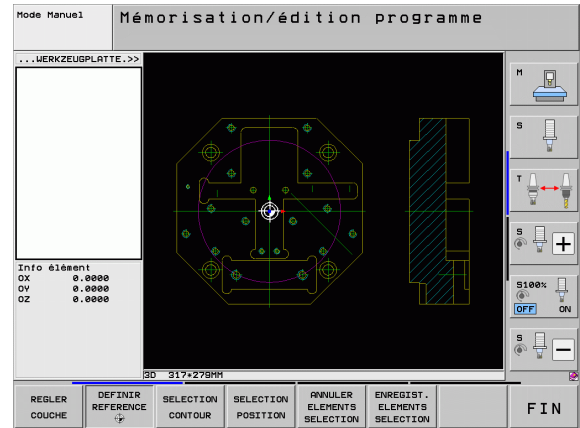 Mode Manuel
Mémorisation/édition programme
...WERKZEUGPLATTE.>>
Info élément
OX 0.0000
OY 0.0000
OZ 0.0000
3D 317*279MM
M
S
T
S
S100%
OFF ON
S
REGLER
COUCHE
DEFINIR
REFERENCE
SELECTION
CONTOUR
SELECTION
POSITION
ANNULER
ELEMENTS
SELECTION
ENREGIST.
ELEMENTS
SELECTION
FIN